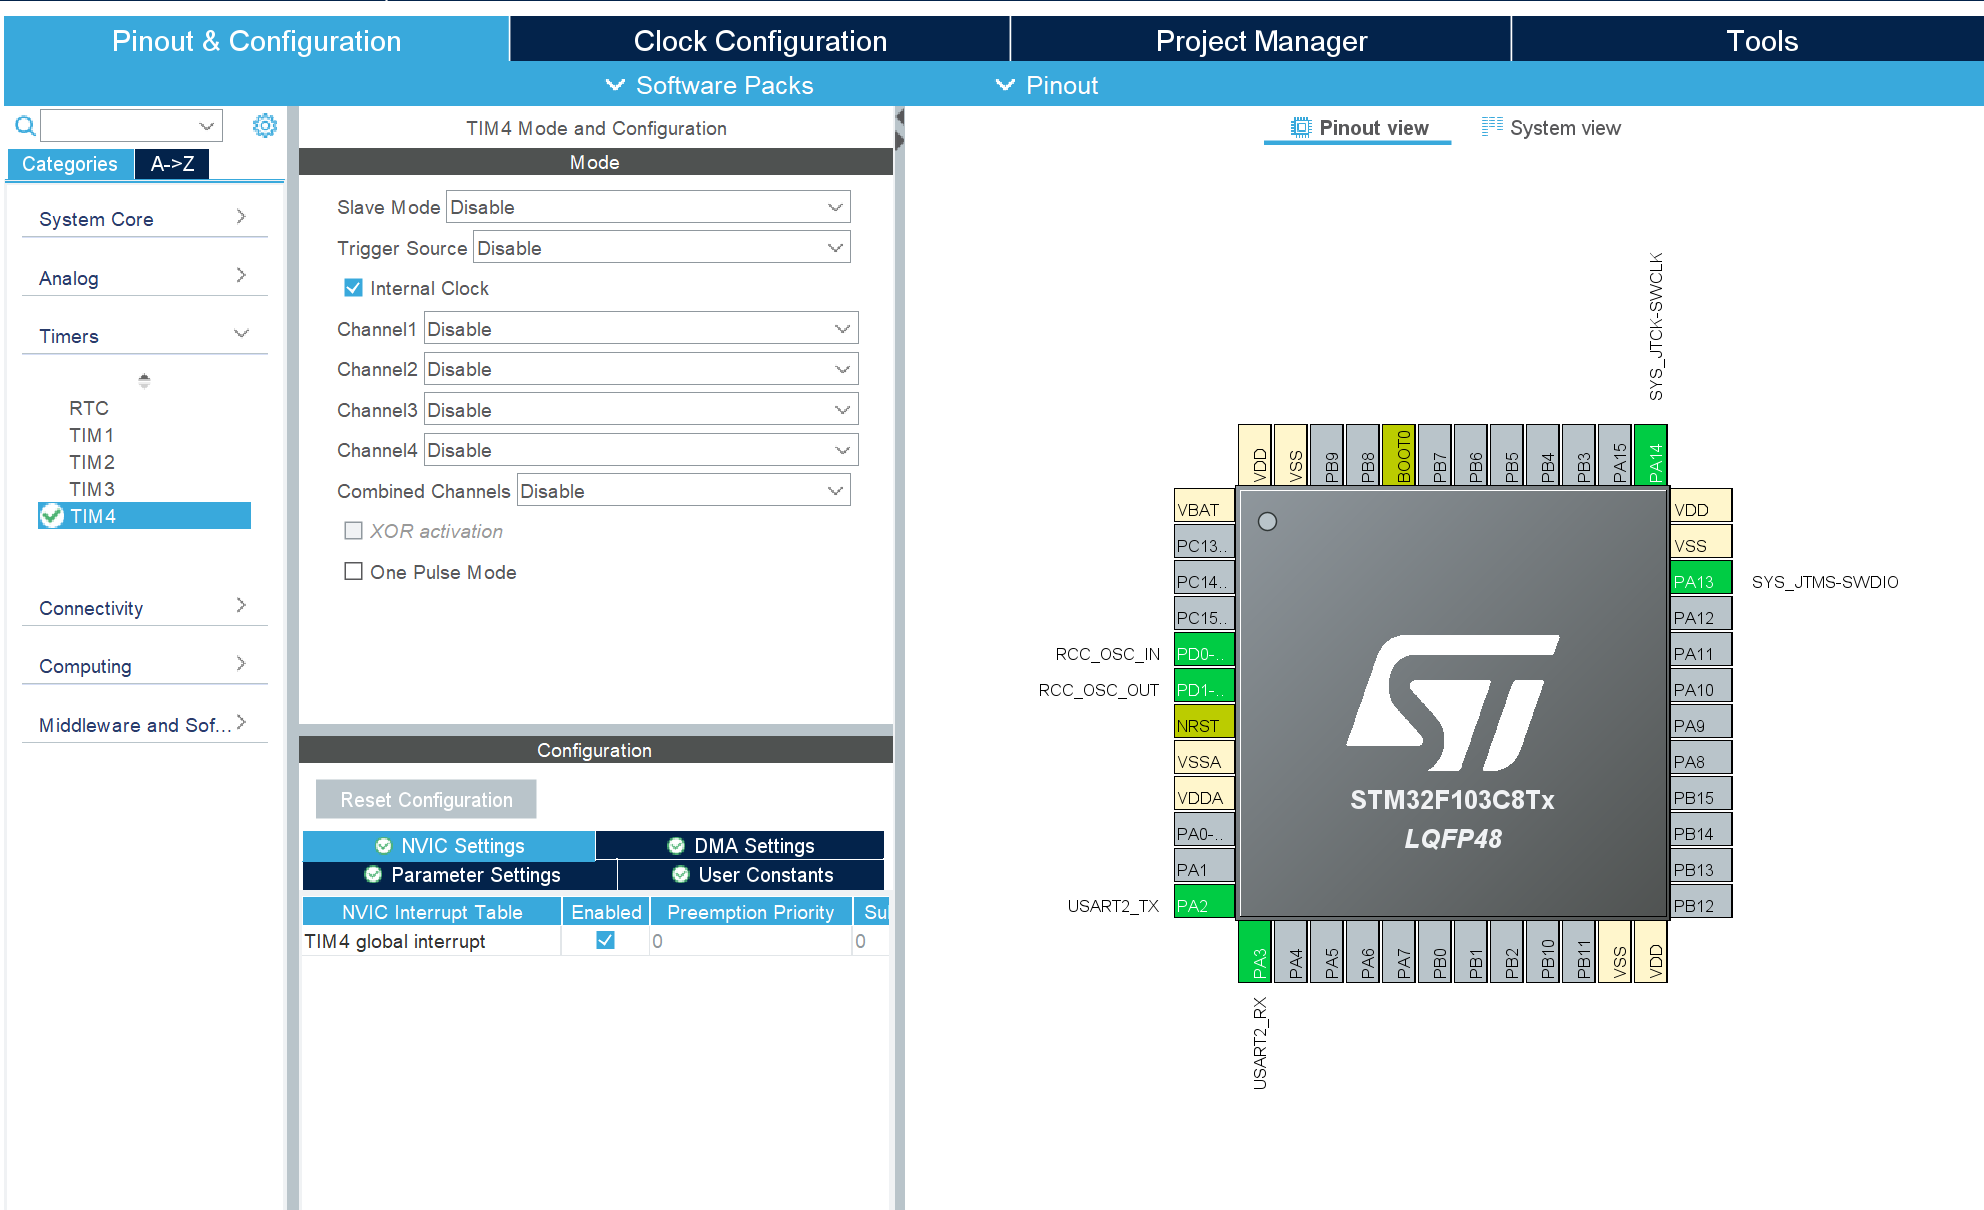 Pinout & Configuration
Clock Configuration
Project Manager
Tools
Software Packs
Pinout
Categories
A->Z
System Core
Analog
Timers
RTC
TIM1
TIM2
TIM3
TIM4
Connectivity
Computing
Middleware and Sof...
TIM4 Mode and Configuration
Mode
Slave Mode Disable
Trigger Source Disable
Internal Clock
Channel1 Disable
Channel2 Disable
Channel3 Disable
Channel4 Disable
Combined Channels Disable
XOR activation
One Pulse Mode
Configuration
Reset Configuration
NVIC Settings
DMA Settings
Parameter Settings
User Constants
NVIC Interrupt Table Enabled Preemption Priority Su
TIM4 global interrupt 0 0
Pinout view
System view
SYS_JTCK-SWCLK
VDD
VSS
PB9
PB8
BOOT0
PB7
PB6
PB5
PB4
PB3
PA15
PA14
VBAT
PC13..
PC14..
PC15..
RCC_OSC_IN PD0-..
RCC_OSC_OUT PD1-..
NRST
VSSA
VDDA
PA0-..
PA1
USART2_TX PA2
STM32F103C8Tx
LQFP48
VDD
VSS
PA13 SYS_JTMS-SWDIO
PA12
PA11
PA10
PA9
PA8
PB15
PB14
PB13
PB12
PA3
PA4
PA5
PA6
PA7
PB0
PB1
PB2
PB10
PB11
VSS
VDD
USART2_RX